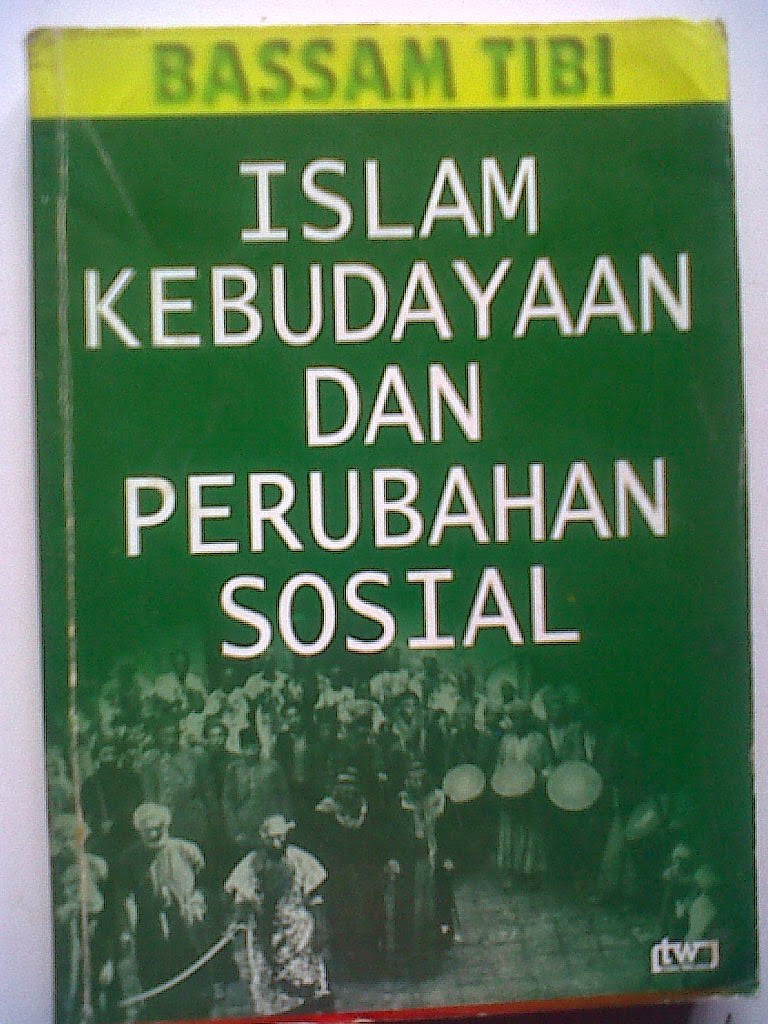 BASSAM TIBI
ISLAM
KEBUDAYAAN
DAN
PERUBAHAN
SOSIAL
tw